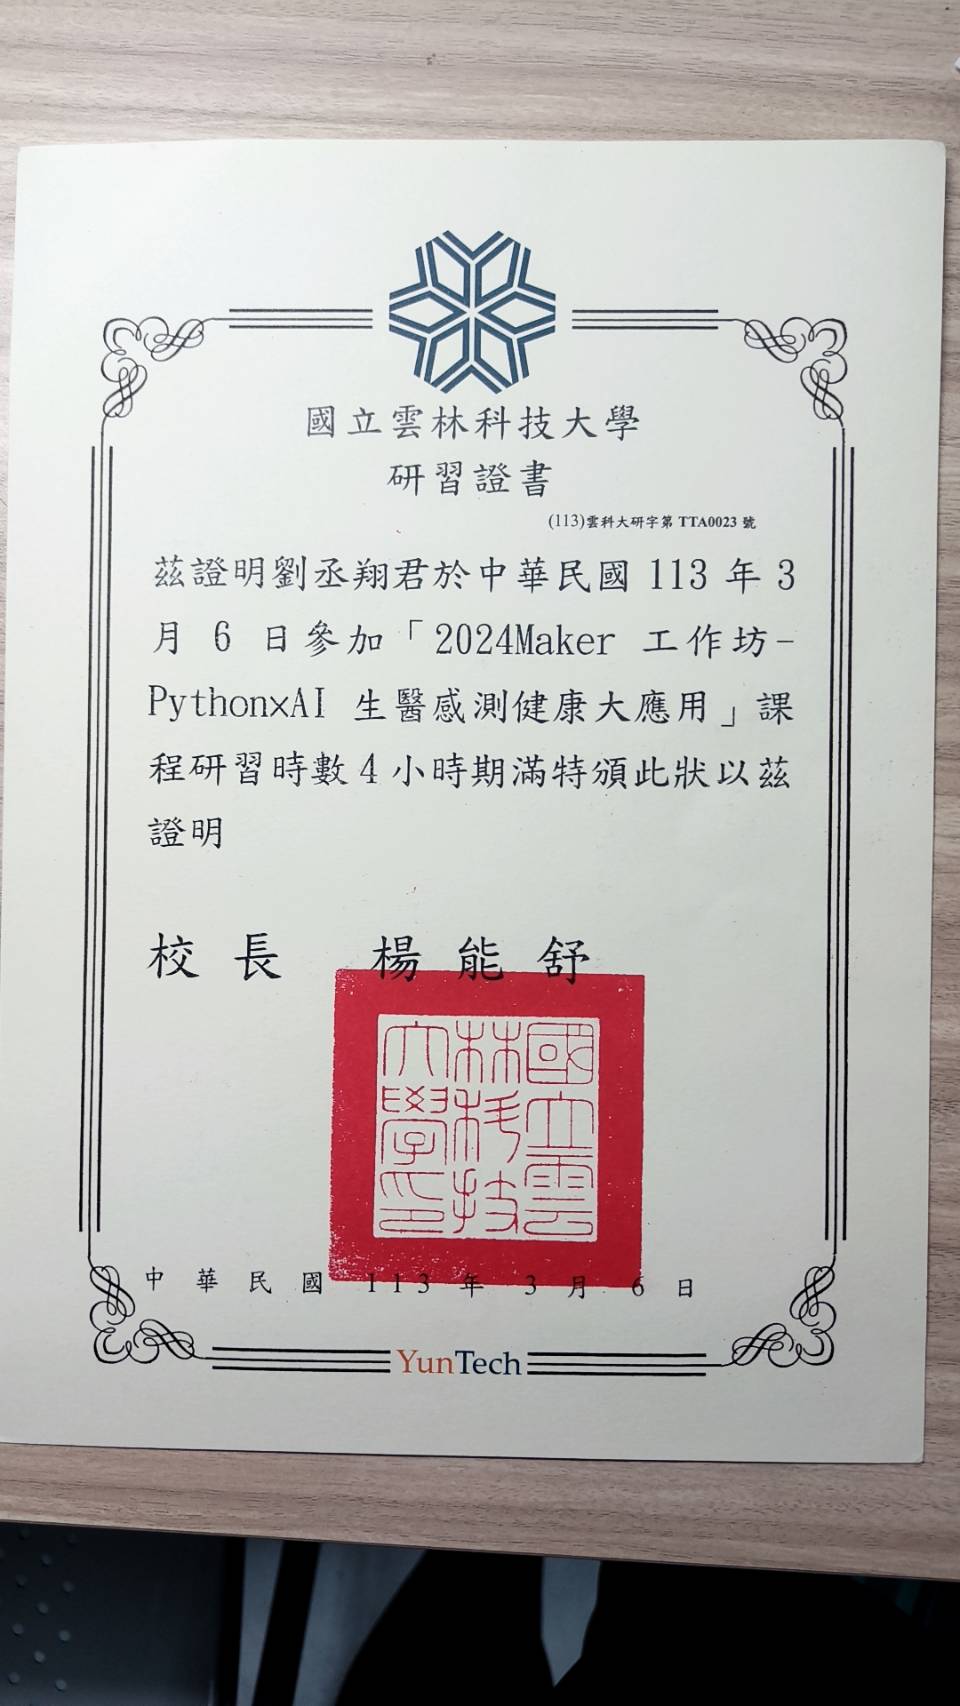 國立雲林科技大學
研習證書
(113)雲科大研字第 TTA0023 號
茲證明劉丞翔君於中華民國 113 年 3
月 6 日參加「2024Maker 工作坊-
Python×AI 生醫感測健康大應用」課
程研習時數 4 小時期滿特頒此狀以茲
證明
校長 楊能舒
國立雲
林科技
大學印
中華民國 113 年 3 月 6 日
YunTech